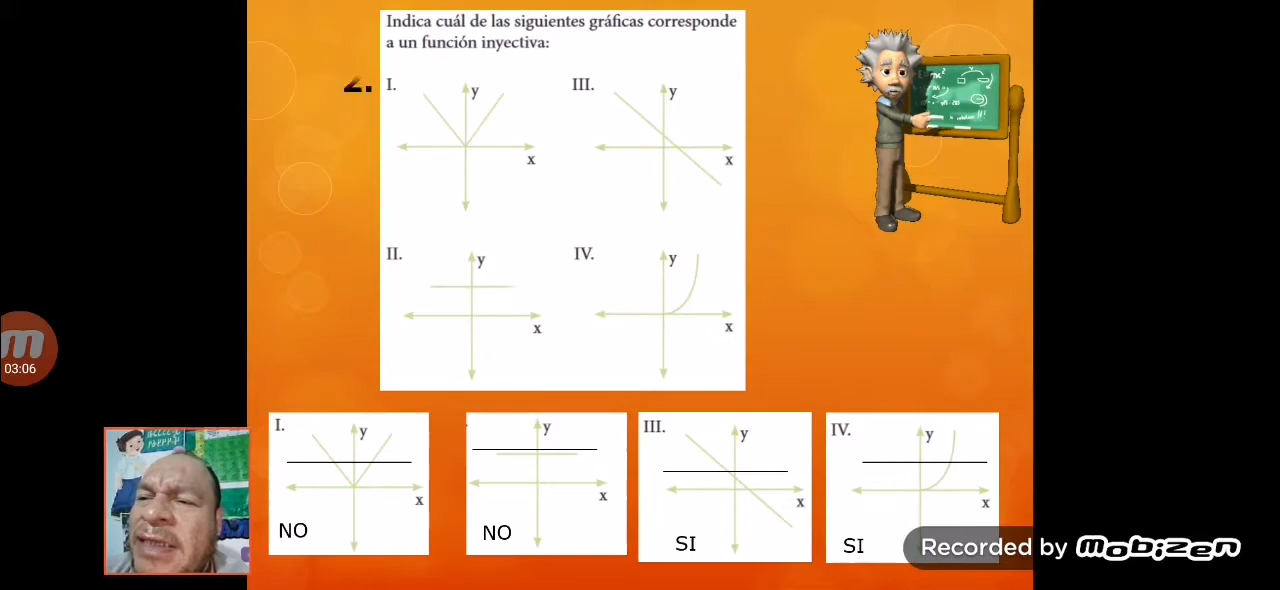 Indica cuál de las siguientes gráficas corresponde
a un función inyectiva:
2.
I.
y
x
III.
y
x
II.
y
x
IV.
y
x
03:06
I.
y
x
NO
y
x
NO
III.
y
x
SI
IV.
y
x
SI
Recorded by mobizen